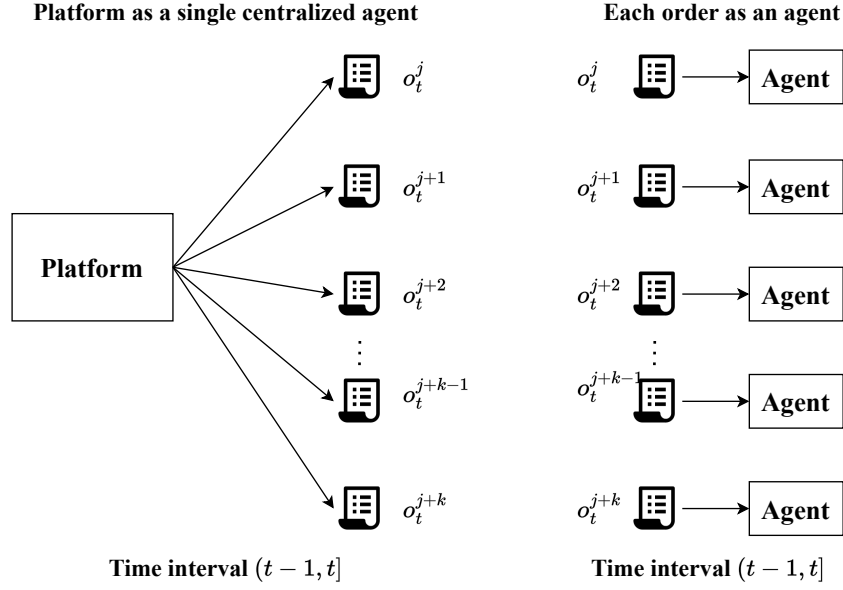 Platform as a single centralized agent
Each order as an agent
Platform
$o_t^{j}$
$o_t^{j+1}$
$o_t^{j+2}$
⋮
$o_t^{j+k-1}$
$o_t^{j+k}$
Time interval $(t-1, t]$
$o_t^{j}$ Agent
$o_t^{j+1}$ Agent
$o_t^{j+2}$ Agent
⋮
$o_t^{j+k-1}$ Agent
$o_t^{j+k}$ Agent
Time interval $(t-1, t]$